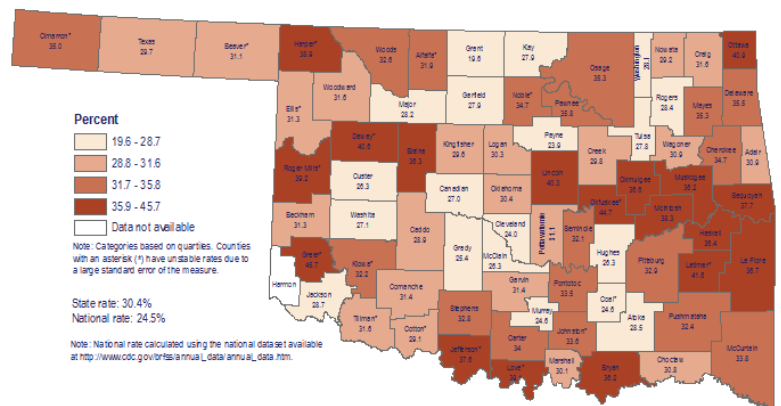 Cimarron*
35.0
Texas
29.7
Beaver*
31.1
Harper*
38.9
Woods
32.6
Alfalfa*
31.9
Grant
19.6
Kay
27.9
Osage
35.3
Washington
28.1
Nowata
29.2
Craig
31.6
Ottawa
40.9
Ellis*
31.3
Woodward
31.6
Major
28.2
Garfield
27.9
Noble*
34.7
Pawnee
35.8
Rogers
28.4
Mayes
35.3
Delaware
35.5
Percent
19.6 - 28.7
28.8 - 31.6
31.7 - 35.8
35.9 - 45.7
Data not available
Note: Categories based on quartiles. Counties
with an asterisk (*) have unstable rates due to
a large standard error of the measure.
State rate: 30.4%
National rate: 24.5%
Note: National rate calculated using the national dataset available
at http://www.cdc.gov/brfss/annual_data/annual_data.htm.
Dewey*
40.6
Blaine
36.3
Kingfisher
29.6
Logan
30.3
Payne
23.9
Creek
29.8
Tulsa
27.8
Wagoner
30.9
Cherokee
34.7
Adair
30.9
Roger Mills*
39.2
Custer
26.3
Canadian
27.0
Oklahoma
30.4
Lincoln
40.3
Okmulgee
36.6
Muskogee
36.2
Sequoyah
37.7
Beckham
31.3
Washita
27.1
Caddo
28.9
Grady
25.4
Cleveland
24.0
McClain
26.3
Pottawatomie
31.1
Seminole
32.1
Okfuskee*
44.7
McIntosh
38.3
Haskell
36.4
Hughes
26.3
Pittsburg
32.9
Latimer*
Le Flore
36.7
Greer*
45.7
Kiowa*
32.2
Harmon
Jackson
28.7
Comanche
31.4
Tillman*
31.6
Cotton*
29.1
Stephens
32.8
Garvin
31.4
Murray
24.6
Pontotoc
33.5
Coal*
24.6
Atoka
28.5
Pushmataha
32.4
McCurtain
33.8
Jefferson*
37.6
Carter
34
Johnston*
33.6
Love*
Marshall
30.1
Bryan
36.2
Choctaw
30.8